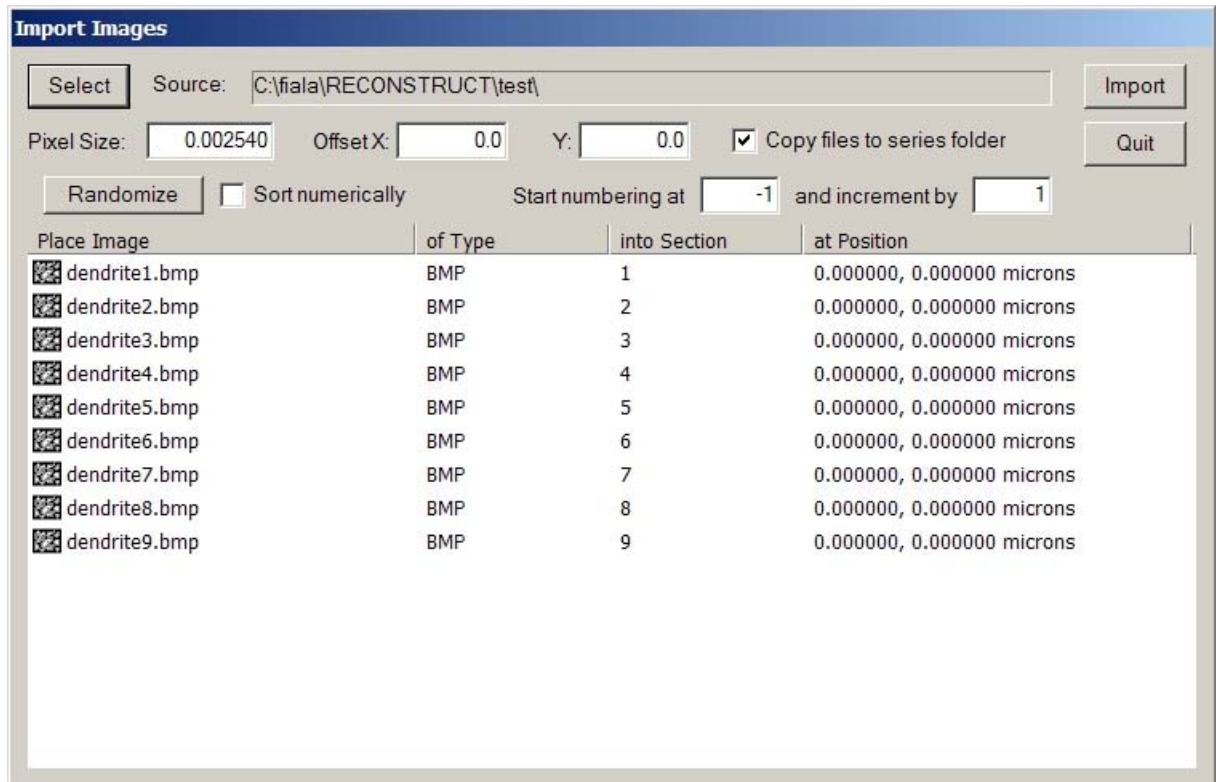 Import Images
Select Source: C:\fiala\RECONSTRUCT\test\ Import
Pixel Size: 0.002540 Offset X: 0.0 Y: 0.0 Copy files to series folder Quit
Randomize Sort numerically Start numbering at -1 and increment by 1
Place Image of Type into Section at Position
dendrite1.bmp BMP 1 0.000000, 0.000000 microns
dendrite2.bmp BMP 2 0.000000, 0.000000 microns
dendrite3.bmp BMP 3 0.000000, 0.000000 microns
dendrite4.bmp BMP 4 0.000000, 0.000000 microns
dendrite5.bmp BMP 5 0.000000, 0.000000 microns
dendrite6.bmp BMP 6 0.000000, 0.000000 microns
dendrite7.bmp BMP 7 0.000000, 0.000000 microns
dendrite8.bmp BMP 8 0.000000, 0.000000 microns
dendrite9.bmp BMP 9 0.000000, 0.000000 microns